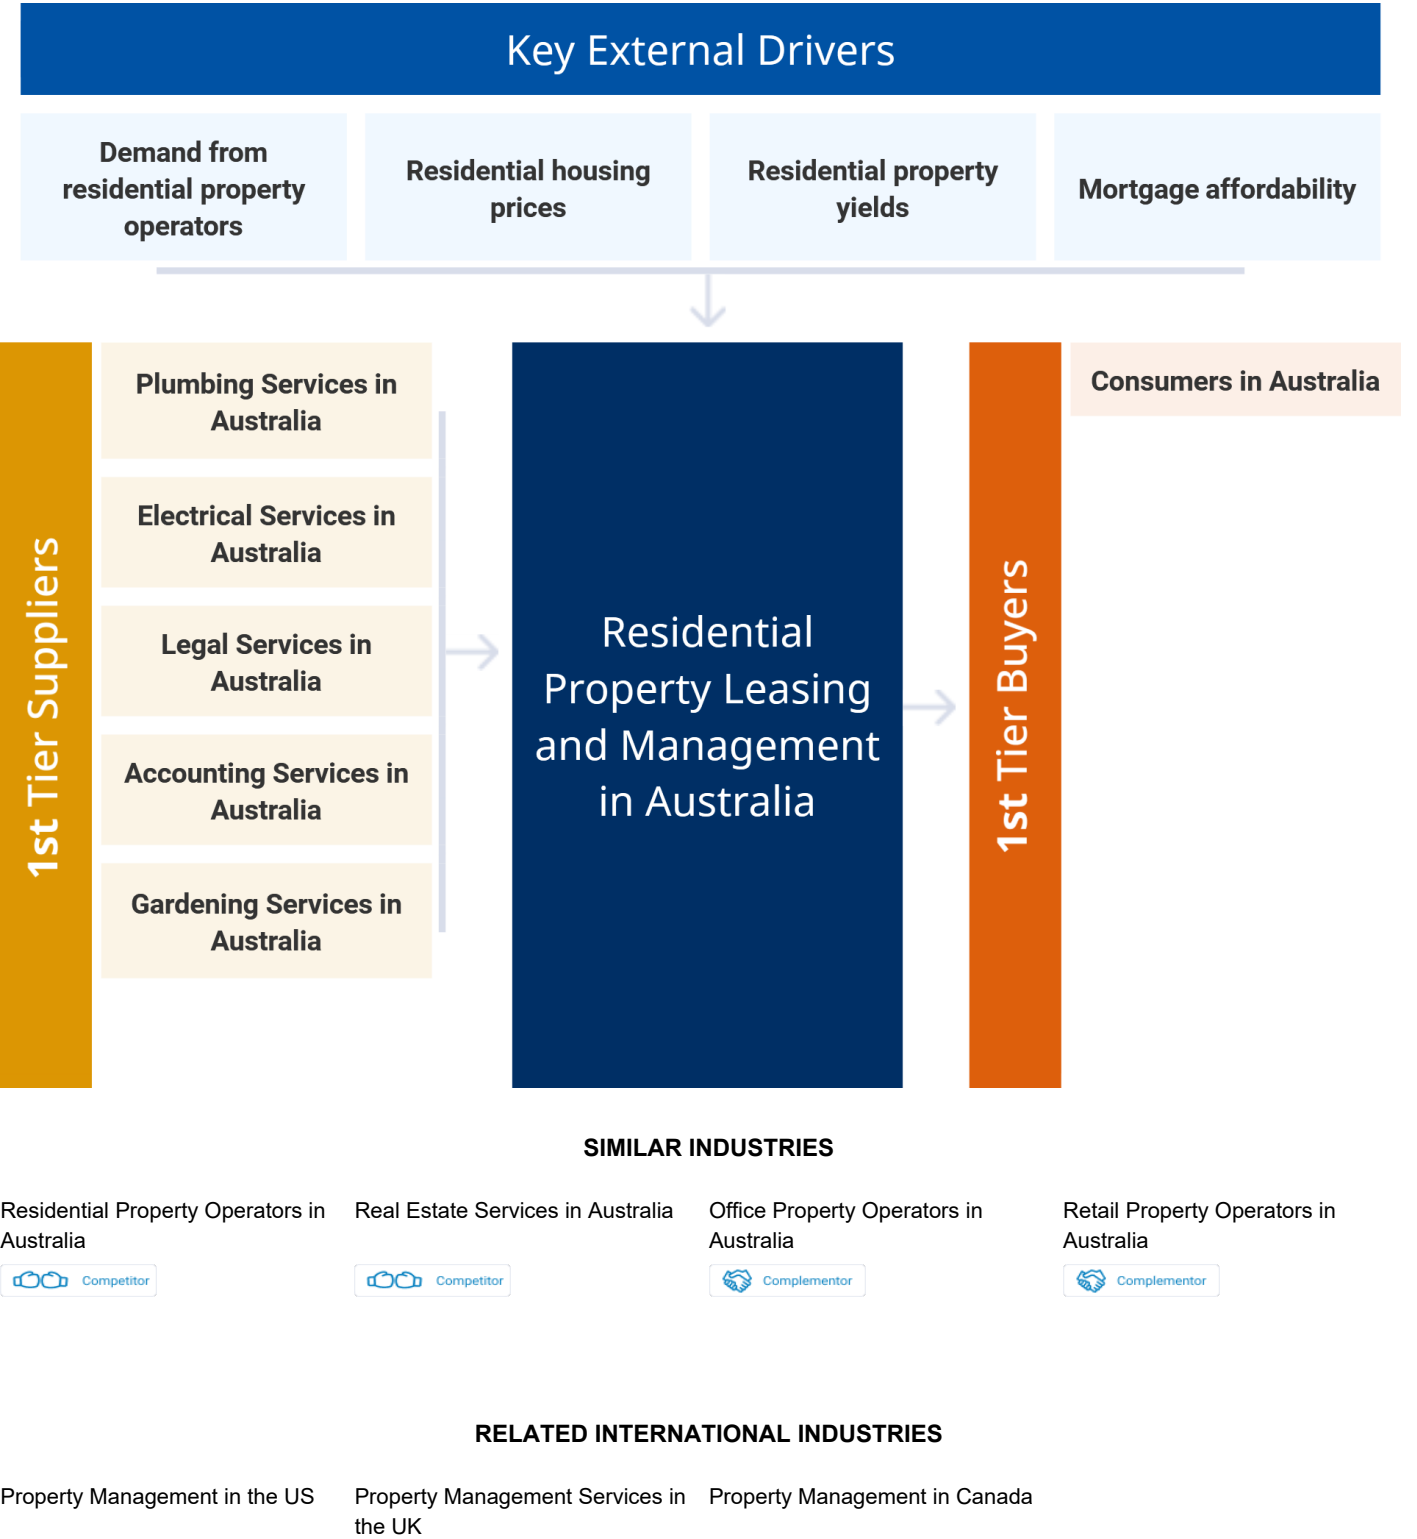 Key External Drivers
Demand from
residential property
operators
Residential housing
prices
Residential property
yields
Mortgage affordability
1st Tier Suppliers
Plumbing Services in
Australia
Electrical Services in
Australia
Legal Services in
Australia
Accounting Services in
Australia
Gardening Services in
Australia
Residential
Property Leasing
and Management
in Australia
1st Tier Buyers
Consumers in Australia
SIMILAR INDUSTRIES
Residential Property Operators in
Australia
Competitor
Real Estate Services in Australia
Competitor
Office Property Operators in
Australia
Complementor
Retail Property Operators in
Australia
Complementor
RELATED INTERNATIONAL INDUSTRIES
Property Management in the US
Property Management Services in
the UK
Property Management in Canada